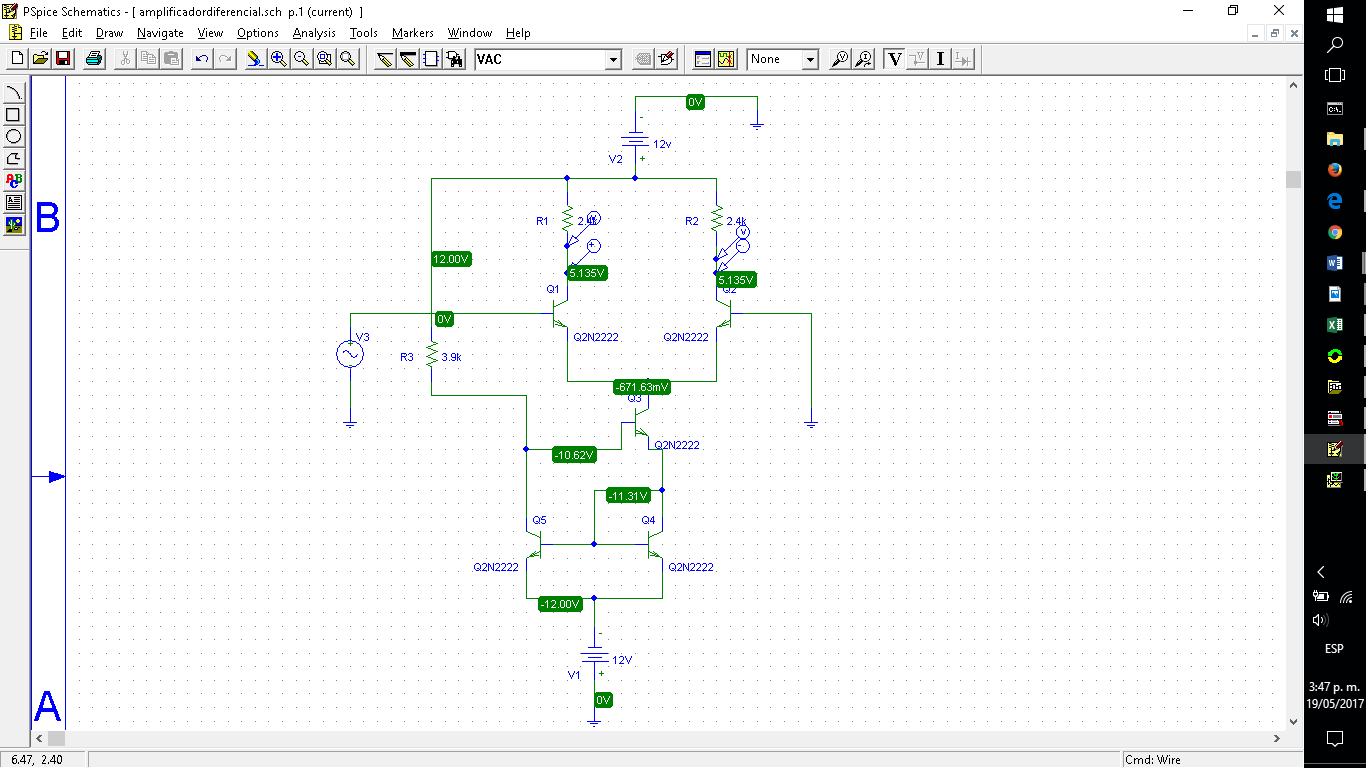 PSpice Schematics - [ amplificadordiferencial.sch p.1 (current) ]
File Edit Draw Navigate View Options Analysis Tools Markers Window Help
VAC
None
V
I
ABC
B
A
0V
-
12v
V2
+
R1
2.4k
V
R2
2.4k
V
+
-
12.00V
5.135V
5.135V
Q1
Q2
0V
V3
+
-
Q2N2222
Q2N2222
R3
3.9k
-671.63mV
Q3
Q2N2222
-10.62V
-11.31V
Q5
Q4
Q2N2222
Q2N2222
-12.00V
-
12V
V1
+
0V
6.47, 2.40
Cmd: Wire
ESP
3:47 p. m.
19/05/2017